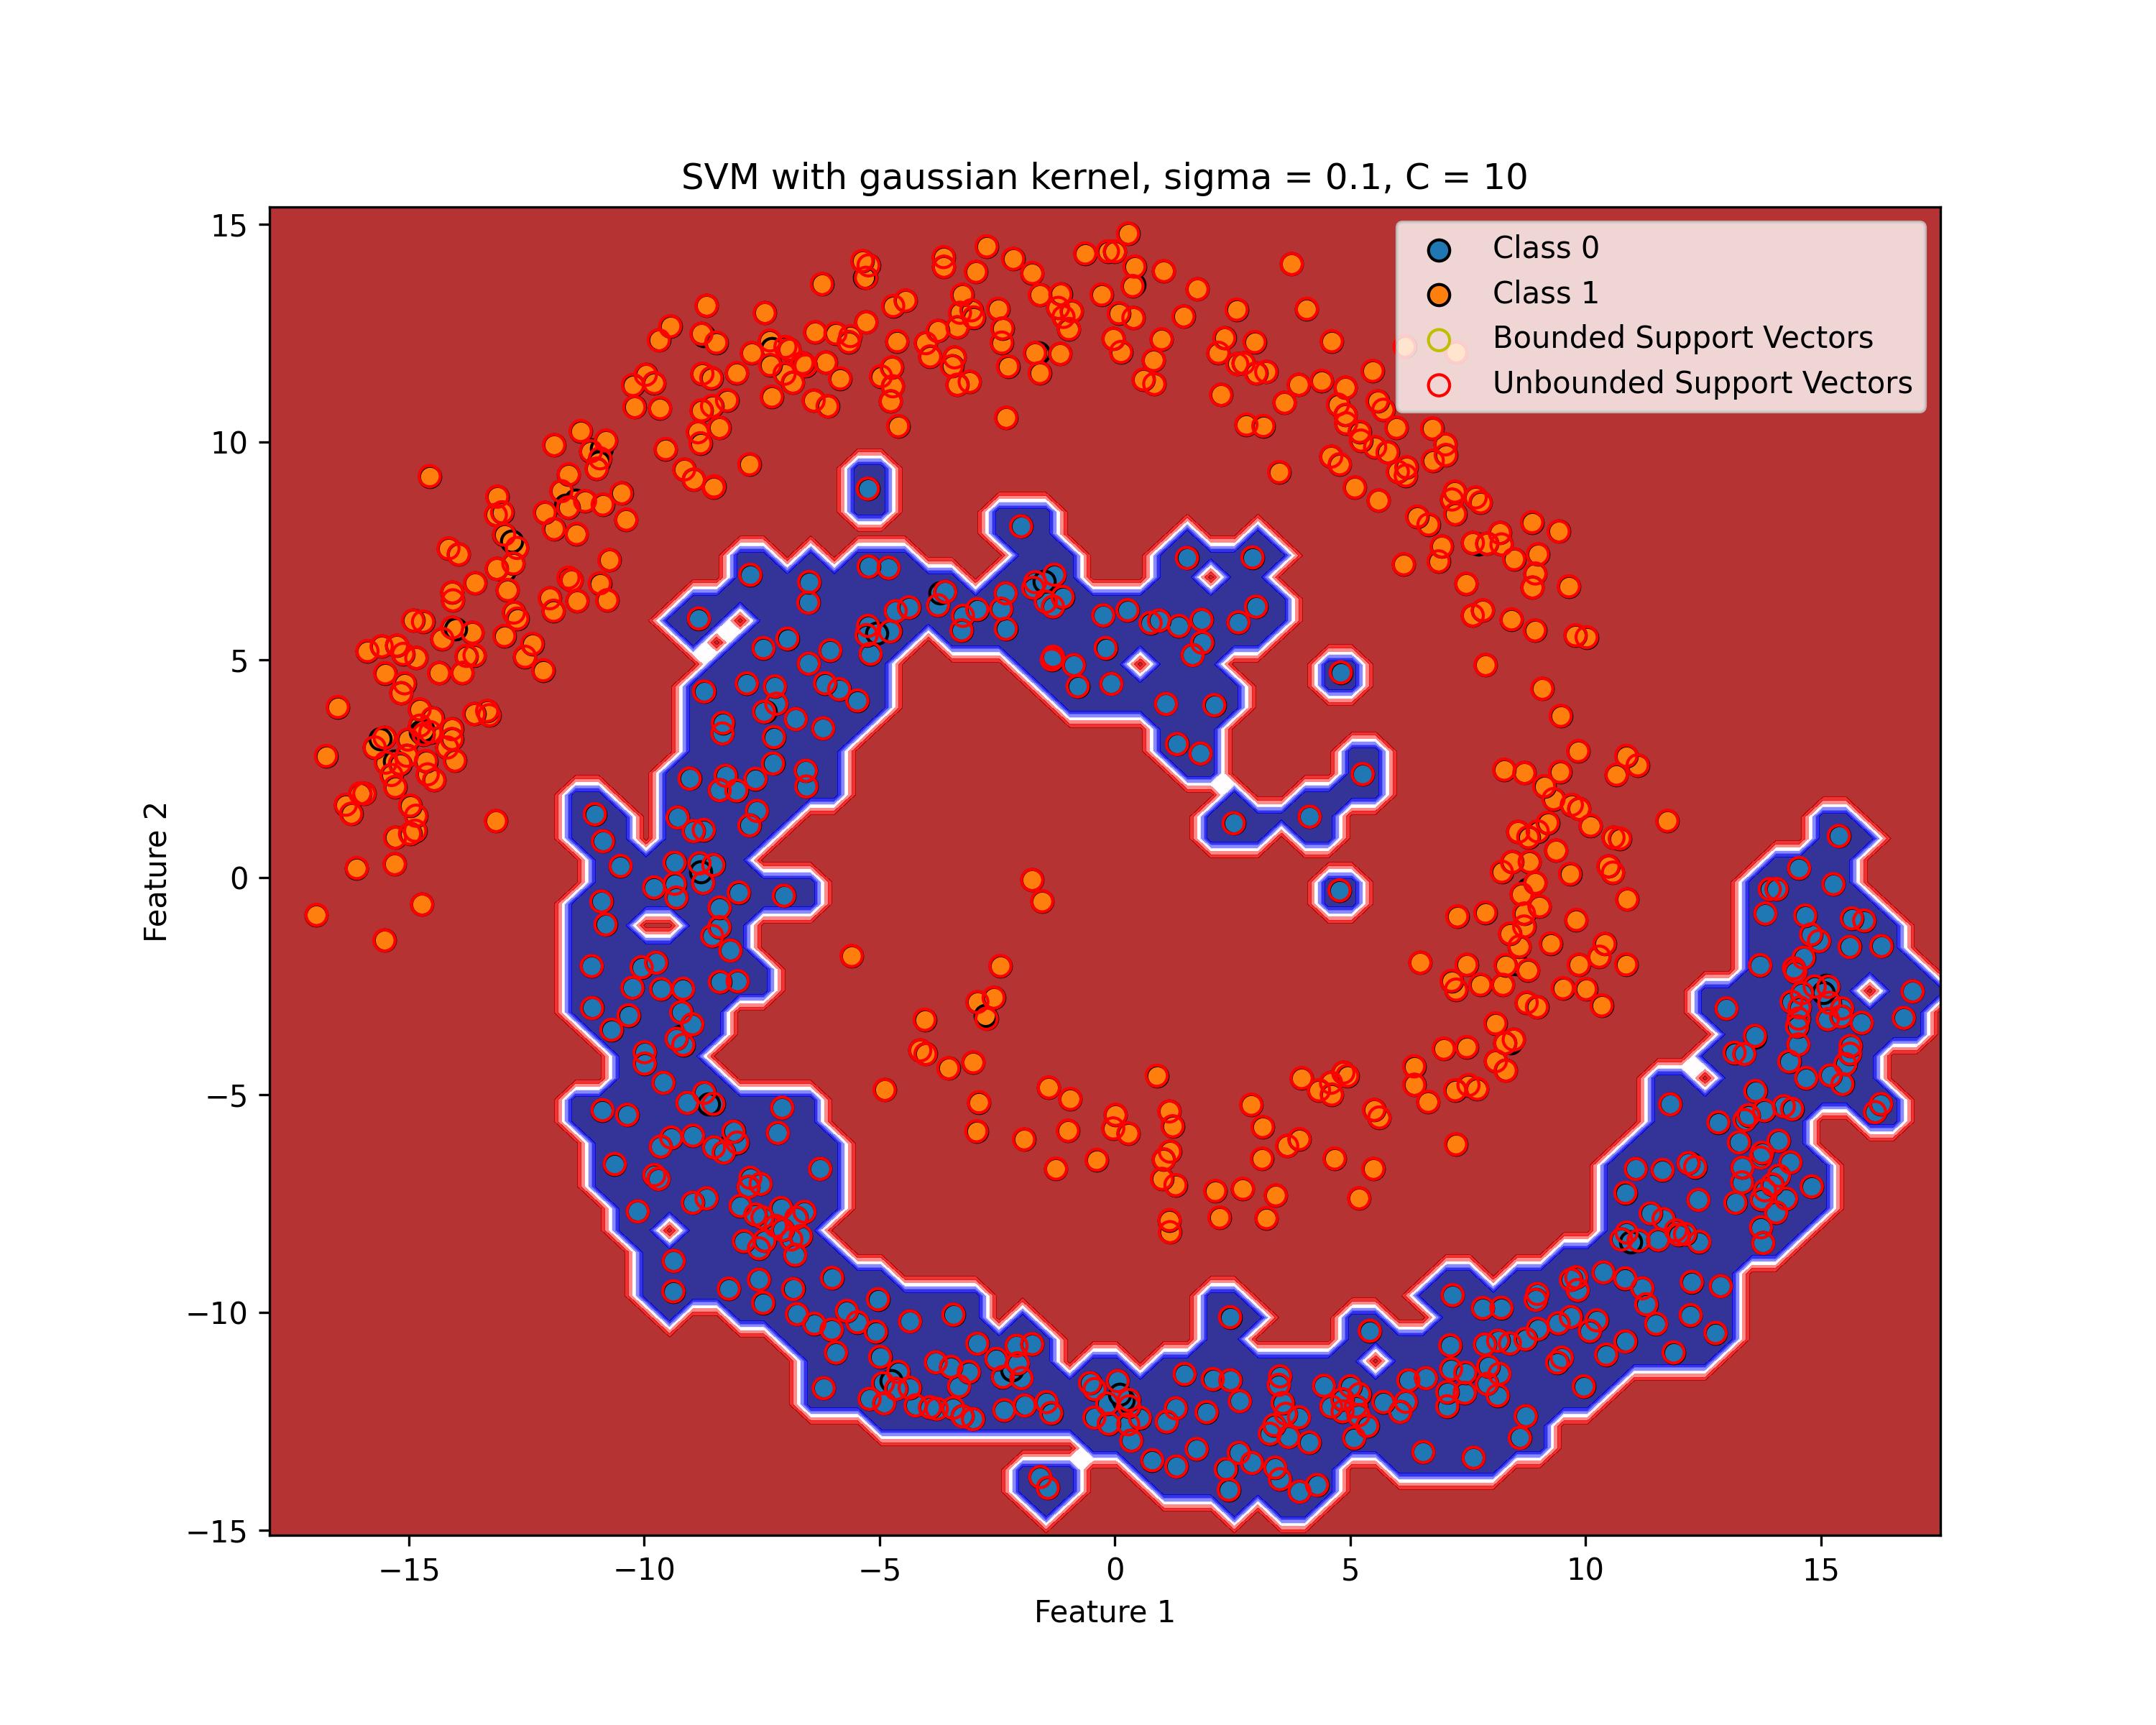 SVM with gaussian kernel, sigma = 0.1, C = 10
Class 0
Class 1
Bounded Support Vectors
Unbounded Support Vectors
15
10
5
0
−5
−10
−15
Feature 2
−15
−10
−5
0
5
10
15
Feature 1